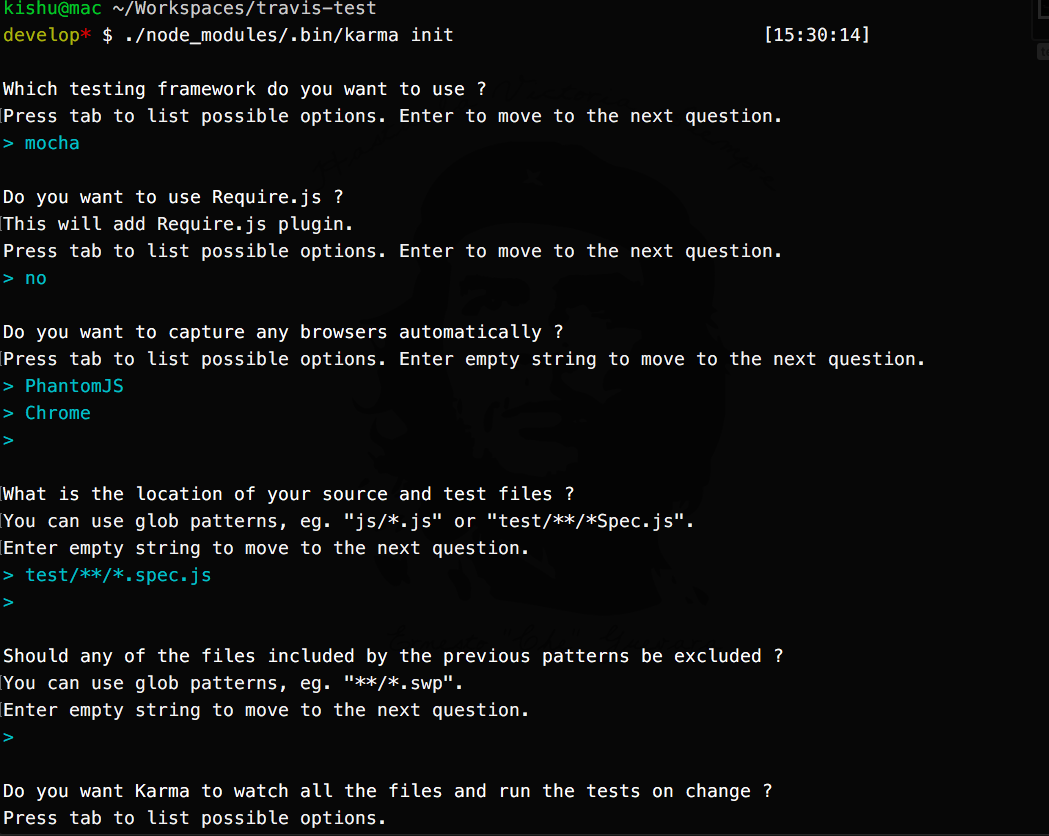 kishu@mac ~/Workspaces/travis-test
develop* $ ./node_modules/.bin/karma init [15:30:14]
Which testing framework do you want to use ?
Press tab to list possible options. Enter to move to the next question.
> mocha
Do you want to use Require.js ?
This will add Require.js plugin.
Press tab to list possible options. Enter to move to the next question.
> no
Do you want to capture any browsers automatically ?
Press tab to list possible options. Enter empty string to move to the next question.
> PhantomJS
> Chrome
>
What is the location of your source and test files ?
You can use glob patterns, eg. "js/*.js" or "test/**/*Spec.js".
Enter empty string to move to the next question.
> test/**/*.spec.js
>
Should any of the files included by the previous patterns be excluded ?
You can use glob patterns, eg. "**/*.swp".
Enter empty string to move to the next question.
>
Do you want Karma to watch all the files and run the tests on change ?
Press tab to list possible options.